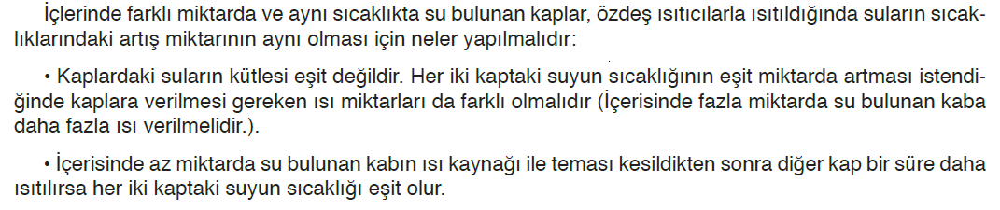 İçlerinde farklı miktarda ve aynı sıcaklıkta su bulunan kaplar, özdeş ısıtıcılarla ısıtıldığında suların sıcak-
lıklarındaki artış miktarının aynı olması için neler yapılmalıdır:
• Kaplardaki suların kütlesi eşit değildir. Her iki kaptaki suyun sıcaklığının eşit miktarda artması istendi-
ğinde kaplara verilmesi gereken ısı miktarları da farklı olmalıdır (İçerisinde fazla miktarda su bulunan kaba
daha fazla ısı verilmelidir.).
• İçerisinde az miktarda su bulunan kabın ısı kaynağı ile teması kesildikten sonra diğer kap bir süre daha
ısıtılırsa her iki kaptaki suyun sıcaklığı eşit olur.